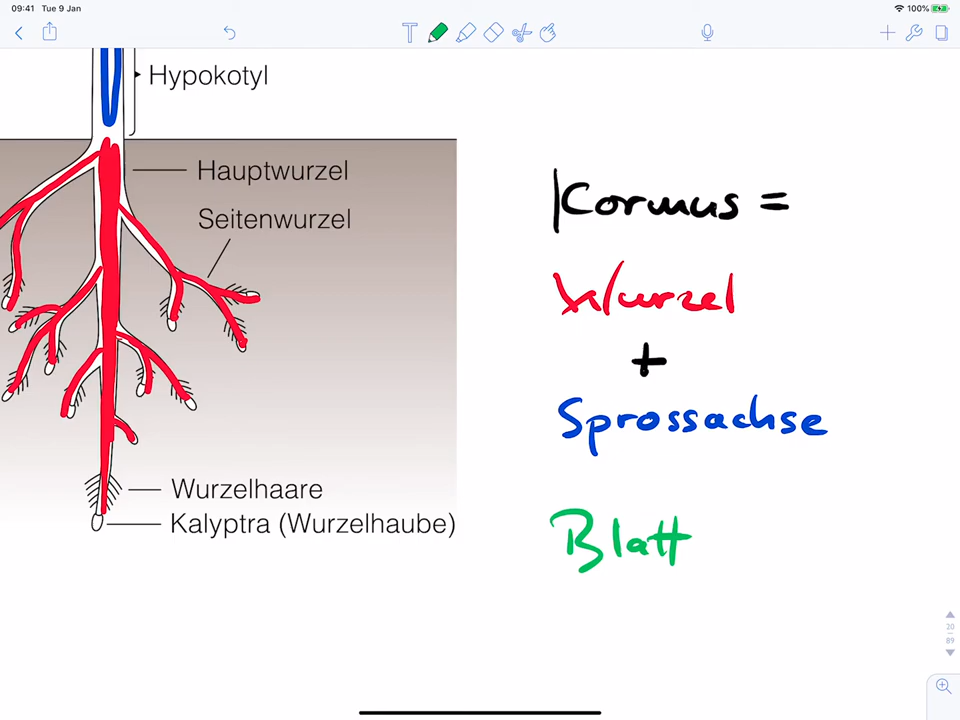 09:41 Tue 9 Jan
100%
T
Hypokotyl
Hauptwurzel
Seitenwurzel
Wurzelhaare
Kalyptra (Wurzelhaube)
Cormus =
Wurzel
+
Sprossachse
Blatt
20
89